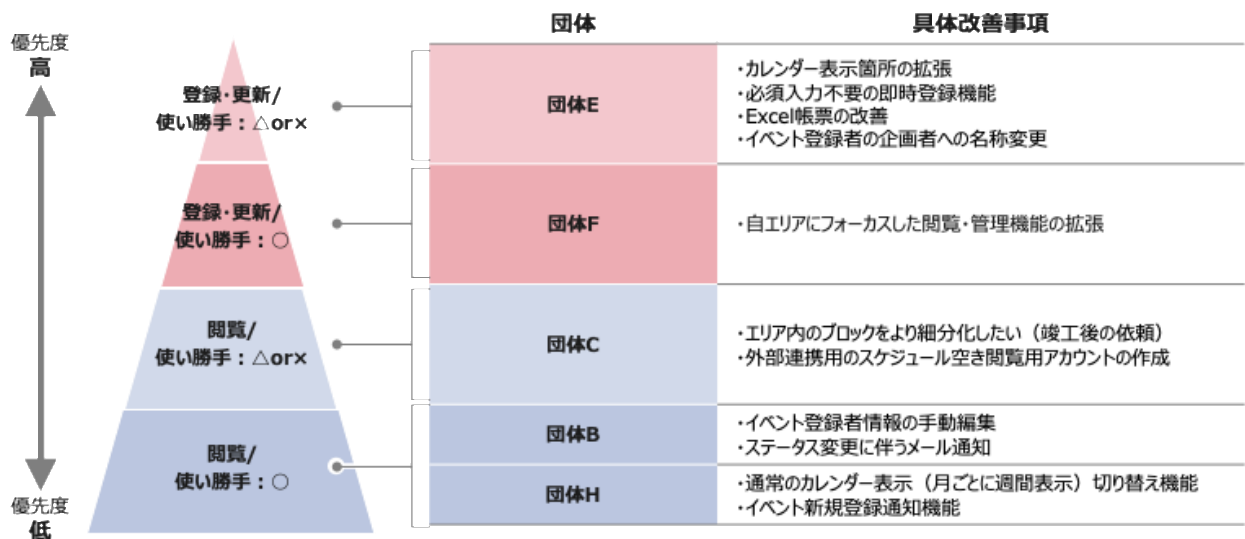 団体
具体改善事項
優先度
高
登録・更新/
使い勝手：△or×
団体E
・カレンダー表示箇所の拡張
・必須入力不要の即時登録機能
・Excel帳票の改善
・イベント登録者の企画者への名称変更
登録・更新/
使い勝手：○
団体F
・自エリアにフォーカスした閲覧・管理機能の拡張
閲覧/
使い勝手：△or×
団体C
・エリア内のブロックをより細分化したい（竣工後の依頼）
・外部連携用のスケジュール空き閲覧用アカウントの作成
閲覧/
使い勝手：○
団体B
・イベント登録者情報の手動編集
・ステータス変更に伴うメール通知
団体H
・通常のカレンダー表示（月ごとに週間表示）切り替え機能
・イベント新規登録通知機能
優先度
低